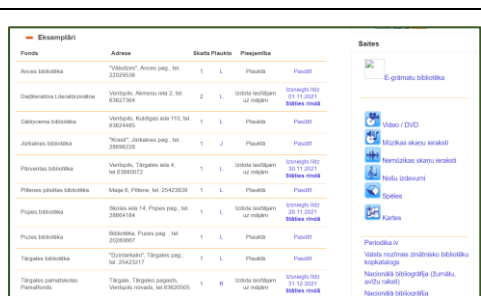 Eksemplāri
Fonds Adrese Skaits Plaukts Pieejamība
Ances bibliotēka "Vālodzes", Ances pag., tel. 22029536 1 L Plauktā Pasūtīt
Daiļliteratūra.Literatūrzinātne Ventspils, Akmeņu iela 2, tel. 63627364 2 L Izdota lasītājam uz mājām Izsniegts līdz 01.11.2021 Stāties rindā
Gāliņciema bibliotēka Ventspils, Kuldīgas iela 110, tel. 63624485 1 L Plauktā Pasūtīt
Jūrkalnes bibliotēka "Krasti", Jūrkalnes pag., tel. 28696228 1 J Plauktā Pasūtīt
Pārventas bibliotēka Ventspils, Tārgales iela 4, tel 63680072 1 L Izdota lasītājam uz mājām Izsniegts līdz 30.11.2021 Stāties rindā
Piltenes pilsētas bibliotēka Maija 6, Piltene, tel. 25423839 1 L Plauktā Pasūtīt
Popes bibliotēka Skolas iela 14, Popes pag., tel. 28664184 1 L Izdota lasītājam uz mājām Izsniegts līdz 26.11.2021 Stāties rindā
Puzes bibliotēka Bibliotēka, Puzes pag., tel. 20280667 1 L Plauktā Pasūtīt
Tārgales bibliotēka "Dzintarkalni", Tārgales pag., tel. 25423217 1 L Plauktā Pasūtīt
Tārgales pamatskolas Pamatfonds Tārgale, Tārgales pagasts, Ventspils novads, tel 63620505 1 B Izdota lasītājam uz mājām Izsniegts līdz 31.12.2021 Stāties rindā
Saites
E-grāmatu bibliotēka
Video / DVD
Mūzikas skaņu ieraksti
Nemūzikas skaņu ieraksti
Nošu izdevumi
Spēles
Kartes
Periodika.lv
Valsts nozīmes zinātnisko bibliotēku
kopkatalogs
Nacionālā bibliogrāfija (žurnālu,
avīžu raksti)
Nacionālā bibliogrāfija